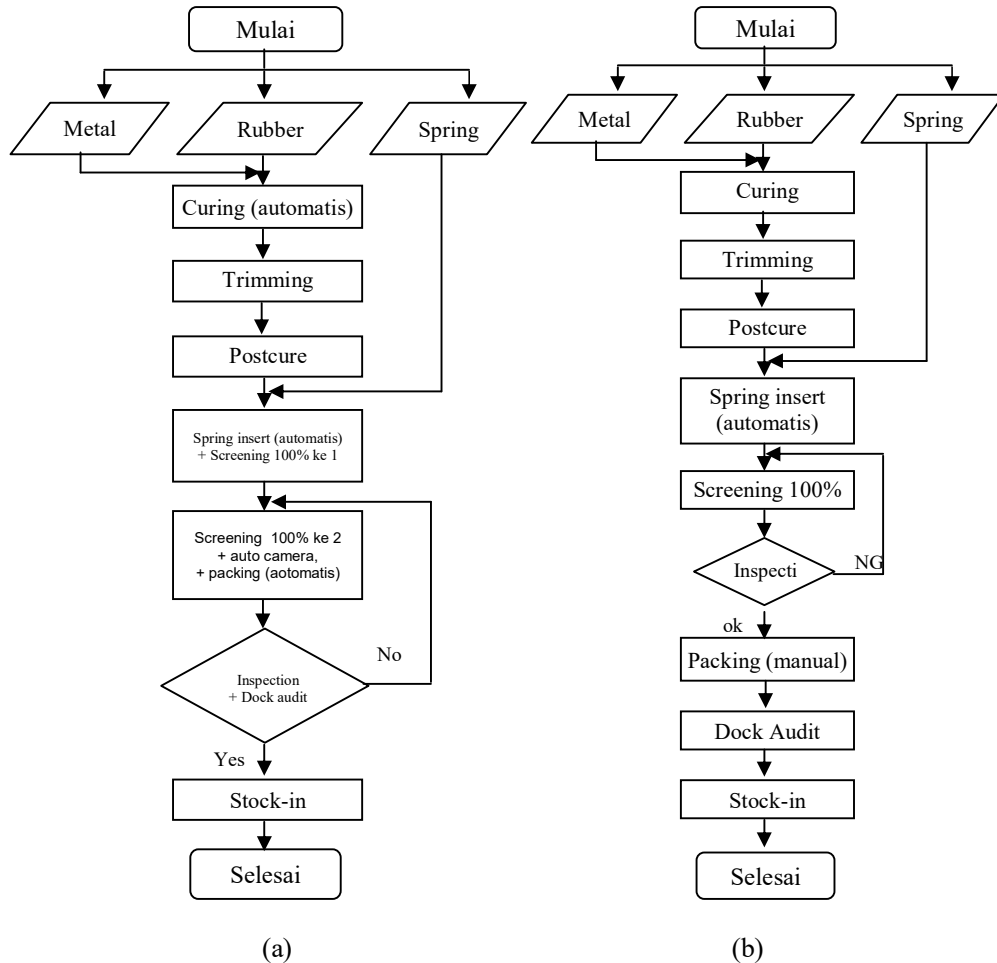 Mulai
Metal
Rubber
Spring
Curing (automatis)
Trimming
Postcure
Spring insert (automatis)
+ Screening 100% ke 1
Screening 100% ke 2
+ auto camera,
+ packing (aotomatis)
No
Inspection
+ Dock audit
Yes
Stock-in
Selesai
(a)
Mulai
Metal
Rubber
Spring
Curing
Trimming
Postcure
Spring insert
(automatis)
Screening 100%
Inspecti
NG
ok
Packing (manual)
Dock Audit
Stock-in
Selesai
(b)